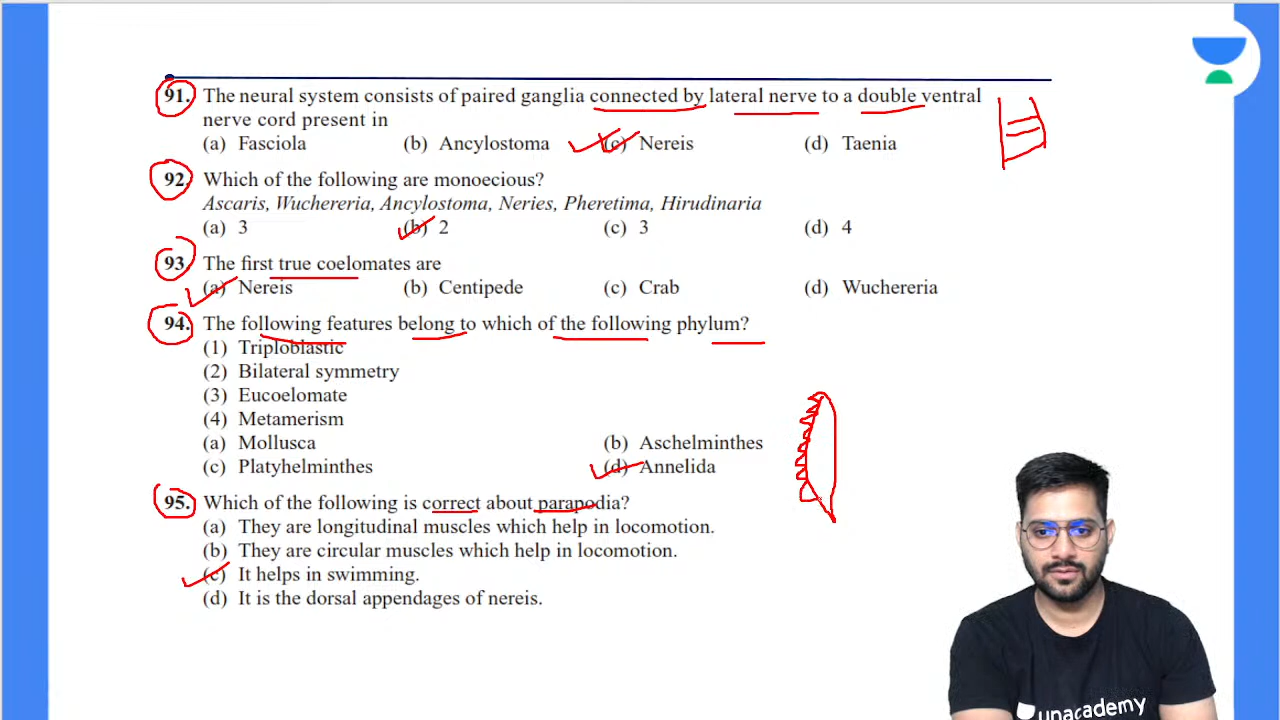 91. The neural system consists of paired ganglia connected by lateral nerve to a double ventral
nerve cord present in
(a) Fasciola (b) Ancylostoma (c) Nereis (d) Taenia
92. Which of the following are monoecious?
Ascaris, Wuchereria, Ancylostoma, Neries, Pheretima, Hirudinaria
(a) 3 (b) 2 (c) 3 (d) 4
93. The first true coelomates are
(a) Nereis (b) Centipede (c) Crab (d) Wuchereria
94. The following features belong to which of the following phylum?
(1) Triploblastic
(2) Bilateral symmetry
(3) Eucoelomate
(4) Metamerism
(a) Mollusca (b) Aschelminthes
(c) Platyhelminthes (d) Annelida
95. Which of the following is correct about parapodia?
(a) They are longitudinal muscles which help in locomotion.
(b) They are circular muscles which help in locomotion.
(c) It helps in swimming.
(d) It is the dorsal appendages of nereis.
unacademy